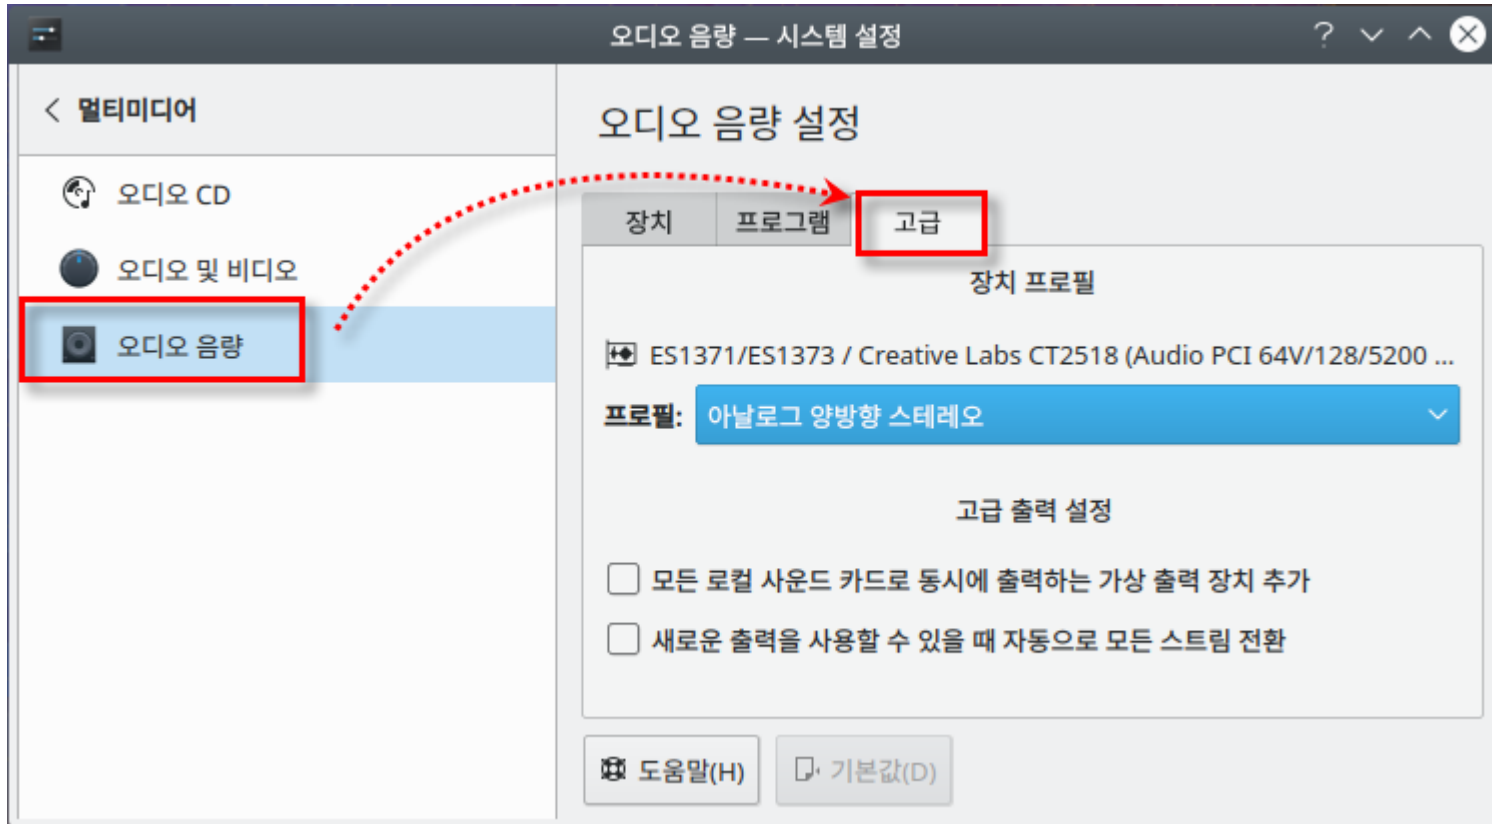 오디오 음량 — 시스템 설정
멀티미디어
오디오 CD
오디오 및 비디오
오디오 음량
오디오 음량 설정
장치 프로그램 고급
장치 프로필
ES1371/ES1373 / Creative Labs CT2518 (Audio PCI 64V/128/5200 ...
프로필: 아날로그 양방향 스테레오
고급 출력 설정
모든 로컬 사운드 카드로 동시에 출력하는 가상 출력 장치 추가
새로운 출력을 사용할 수 있을 때 자동으로 모든 스트림 전환
도움말(H) 기본값(D)